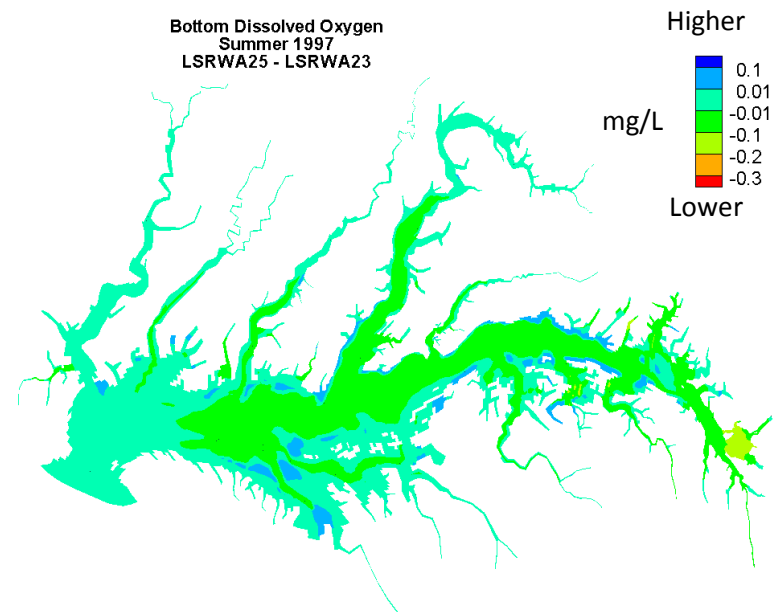 Bottom Dissolved Oxygen
Summer 1997
LSRWA25 - LSRWA23
Higher
mg/L
0.1
0.01
-0.01
-0.1
-0.2
-0.3
Lower